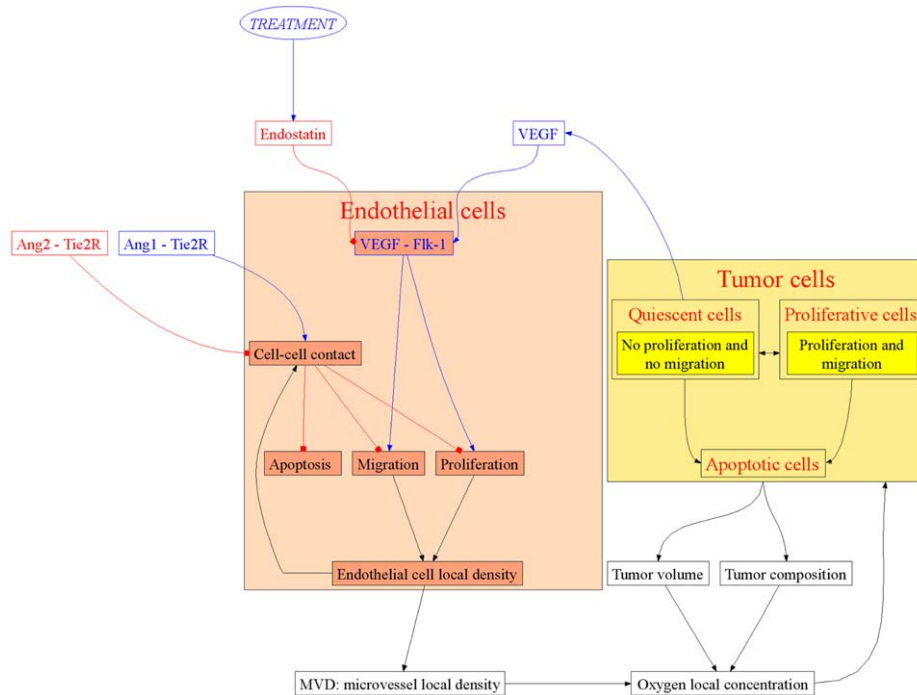 TREATMENT
Endostatin
VEGF
Endothelial cells
VEGF - Flk-1
Ang2 - Tie2R
Ang1 - Tie2R
Tumor cells
Quiescent cells
Proliferative cells
No proliferation and
no migration
Proliferation and
migration
Cell-cell contact
Apoptosis
Migration
Proliferation
Apoptotic cells
Endothelial cell local density
Tumor volume
Tumor composition
MVD: microvessel local density
Oxygen local concentration